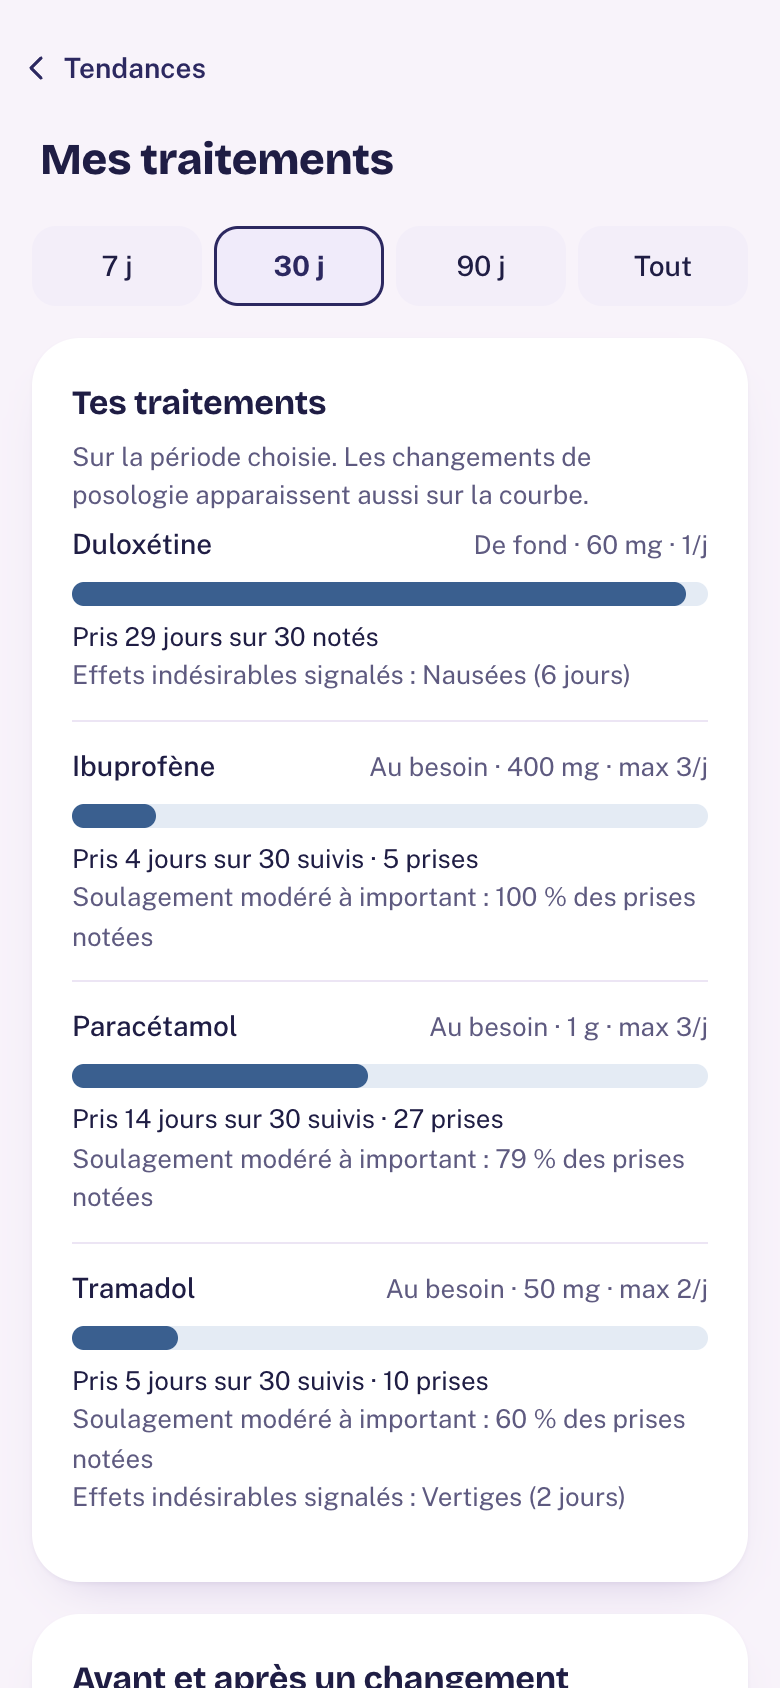 Tendances
Mes traitements
7 j
30 j
90 j
Tout
Tes traitements
Sur la période choisie. Les changements de
posologie apparaissent aussi sur la courbe.
Duloxétine
De fond · 60 mg · 1/j
Pris 29 jours sur 30 notés
Effets indésirables signalés : Nausées (6 jours)
Ibuprofène
Au besoin · 400 mg · max 3/j
Pris 4 jours sur 30 suivis · 5 prises
Soulagement modéré à important : 100 % des prises
notées
Paracétamol
Au besoin · 1 g · max 3/j
Pris 14 jours sur 30 suivis · 27 prises
Soulagement modéré à important : 79 % des prises
notées
Tramadol
Au besoin · 50 mg · max 2/j
Pris 5 jours sur 30 suivis · 10 prises
Soulagement modéré à important : 60 % des prises
notées
Effets indésirables signalés : Vertiges (2 jours)
Avant et après un changement